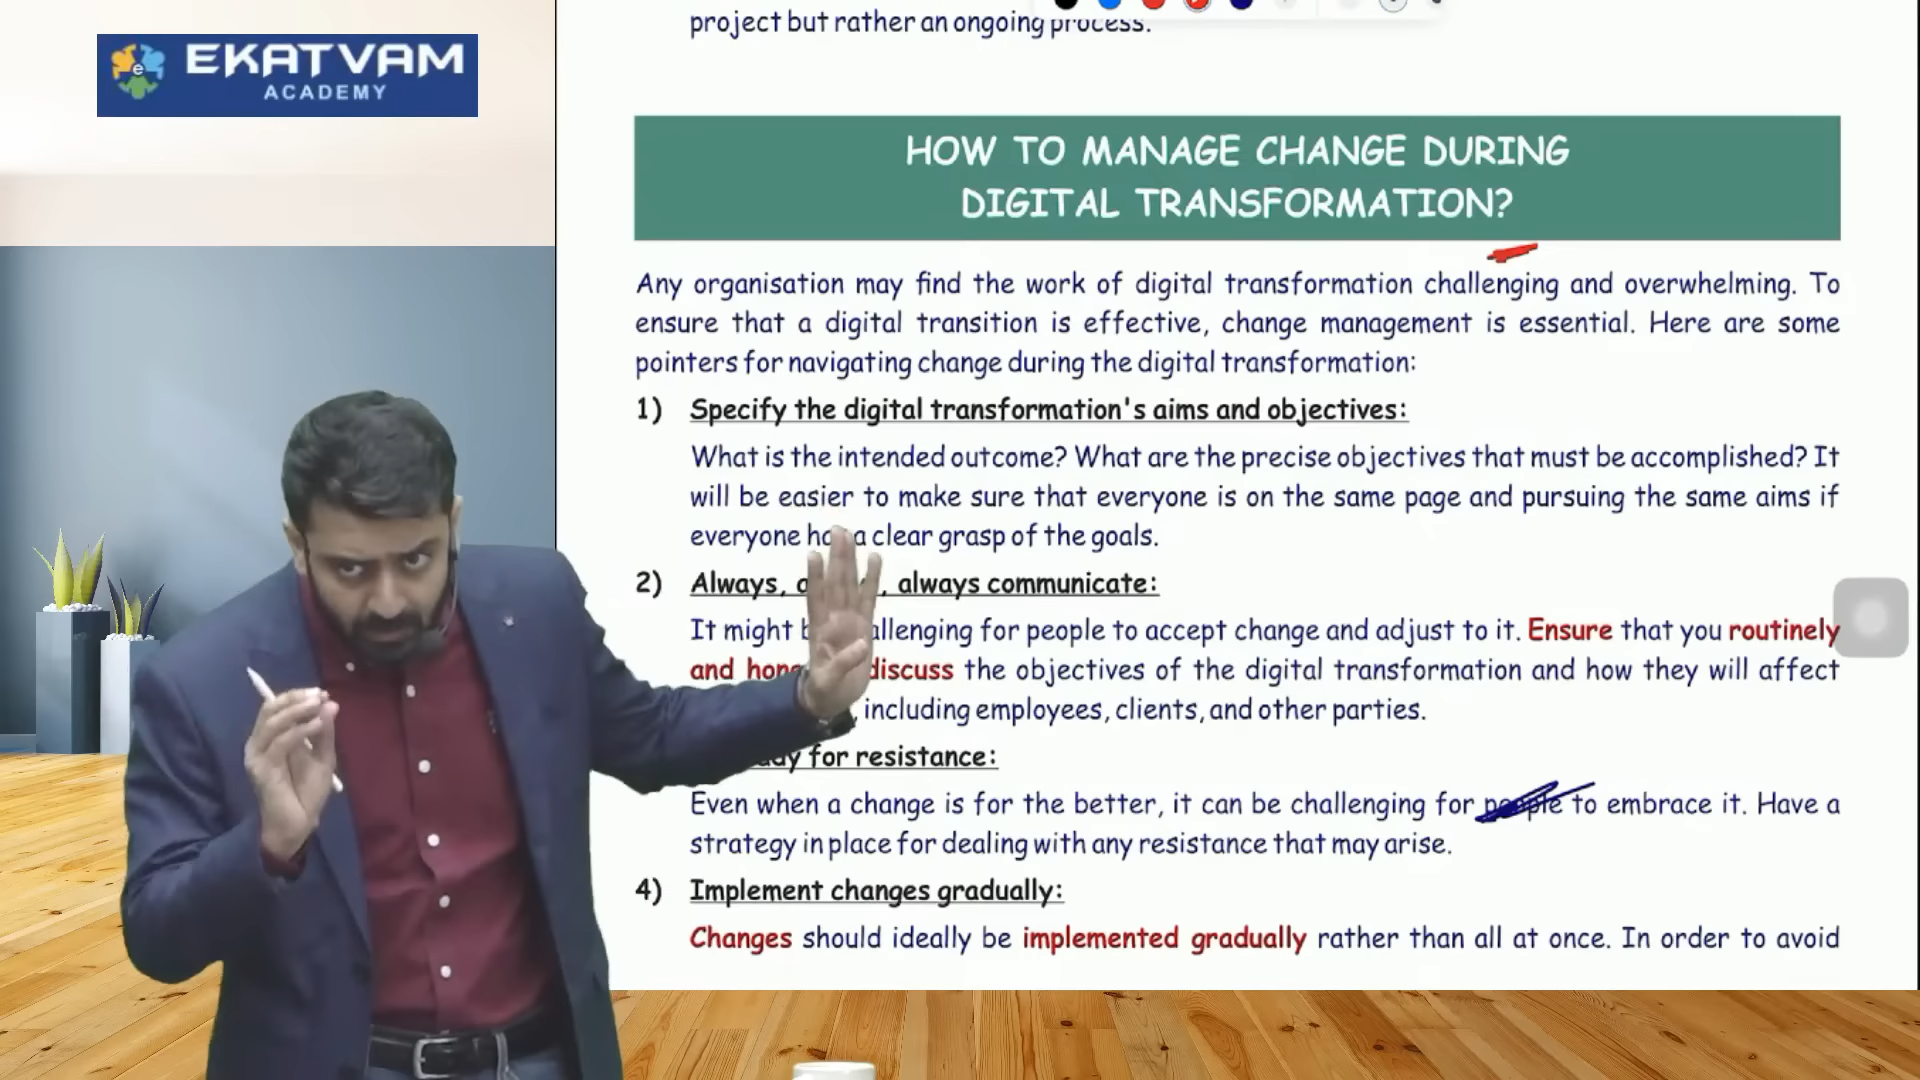 project but rather an ongoing process.
EKATVAM
ACADEMY
HOW TO MANAGE CHANGE DURING
DIGITAL TRANSFORMATION?
Any organisation may find the work of digital transformation challenging and overwhelming. To
ensure that a digital transition is effective, change management is essential. Here are some
pointers for navigating change during the digital transformation:
1) Specify the digital transformation's aims and objectives:
What is the intended outcome? What are the precise objectives that must be accomplished? It
will be easier to make sure that everyone is on the same page and pursuing the same aims if
everyone a clear grasp of the goals.
2) Always, always communicate:
It might challenging for people to accept change and adjust to it. Ensure that you routinely
and discuss the objectives of the digital transformation and how they will affect
including employees, clients, and other parties.
for resistance:
Even when a change is for the better, it can be challenging for people to embrace it. Have a
strategy in place for dealing with any resistance that may arise.
4) Implement changes gradually:
Changes should ideally be implemented gradually rather than all at once. In order to avoid